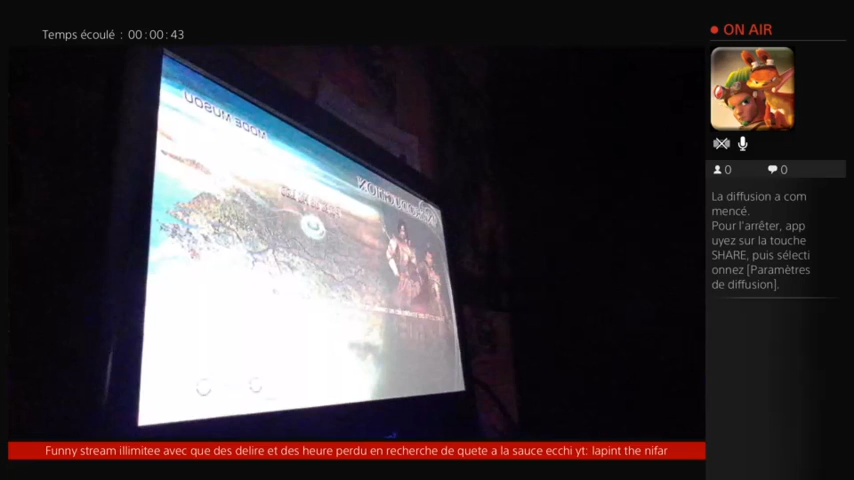 Temps écoulé : 00:00:43
ON AIR
0 0
La diffusion a com
mencé.
Pour l'arrêter, app
uyez sur la touche
SHARE, puis sélecti
onnez [Paramètres
de diffusion].
MODE MUSOU
Funny stream illimitee avec que des delire et des heure perdu en recherche de quete a la sauce ecchi yt: lapint the nifar